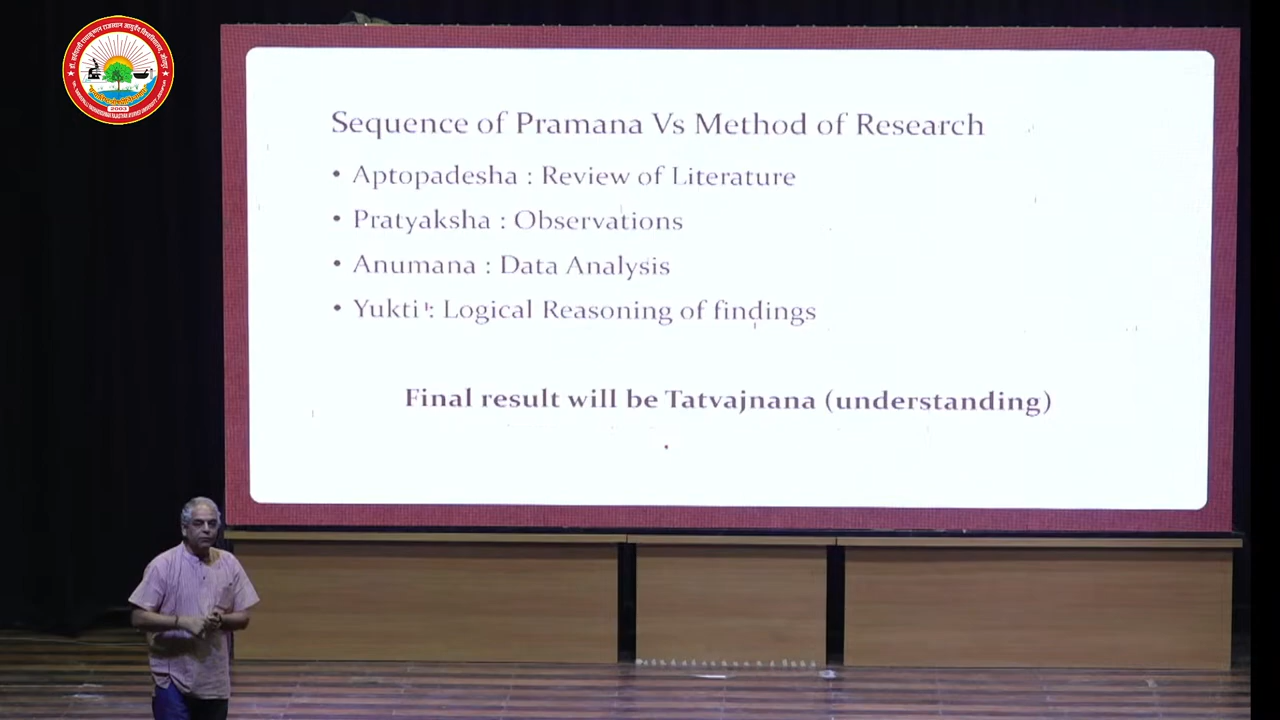 Sequence of Pramana Vs Method of Research
• Aptopadesha : Review of Literature
• Pratyaksha : Observations
• Anumana : Data Analysis
• Yukti : Logical Reasoning of findings
Final result will be Tatvajnana (understanding)
2003